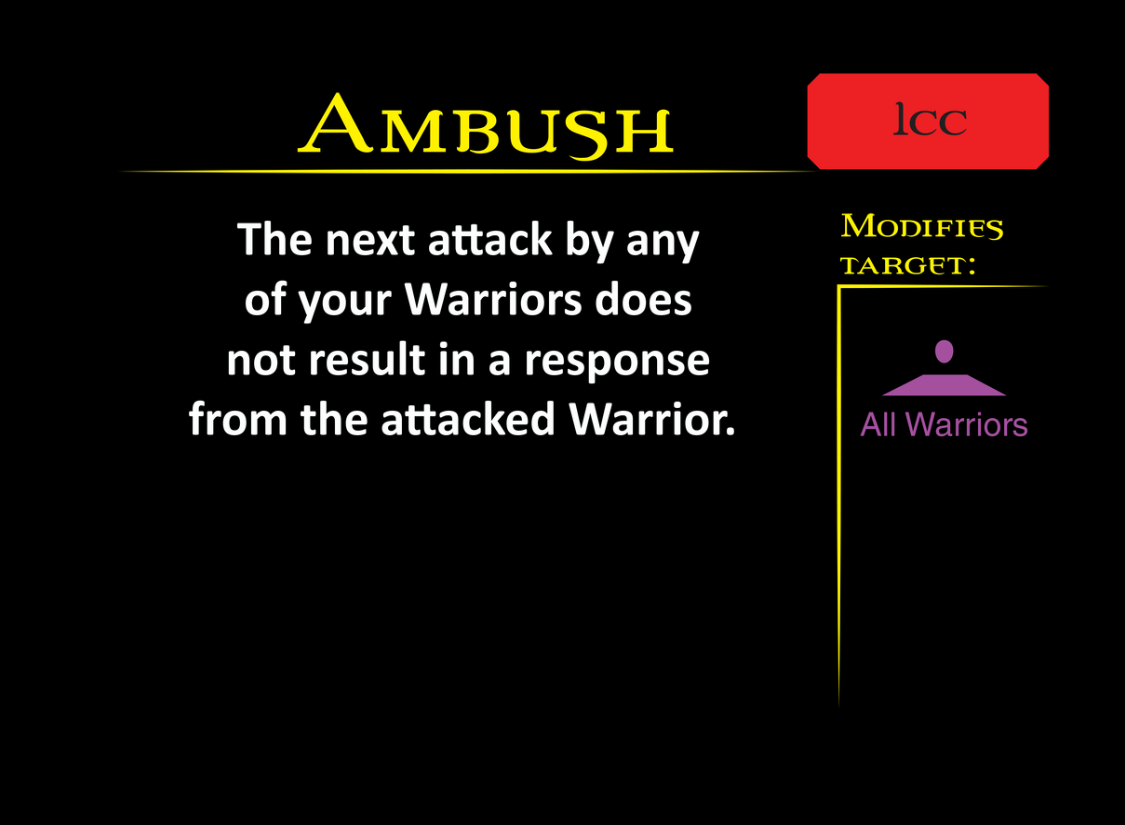 Ambush
1cc
The next attack by any
of your Warriors does
not result in a response
from the attacked Warrior.
Modifies
target:
All Warriors